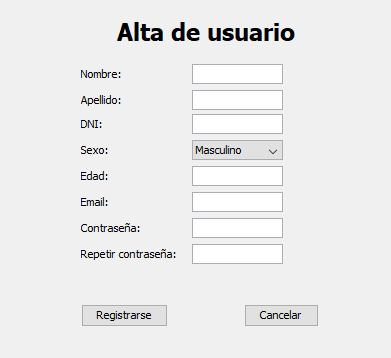 Alta de usuario
Nombre:
Apellido:
DNI:
Sexo: Masculino
Edad:
Email:
Contraseña:
Repetir contraseña:
Registrarse Cancelar